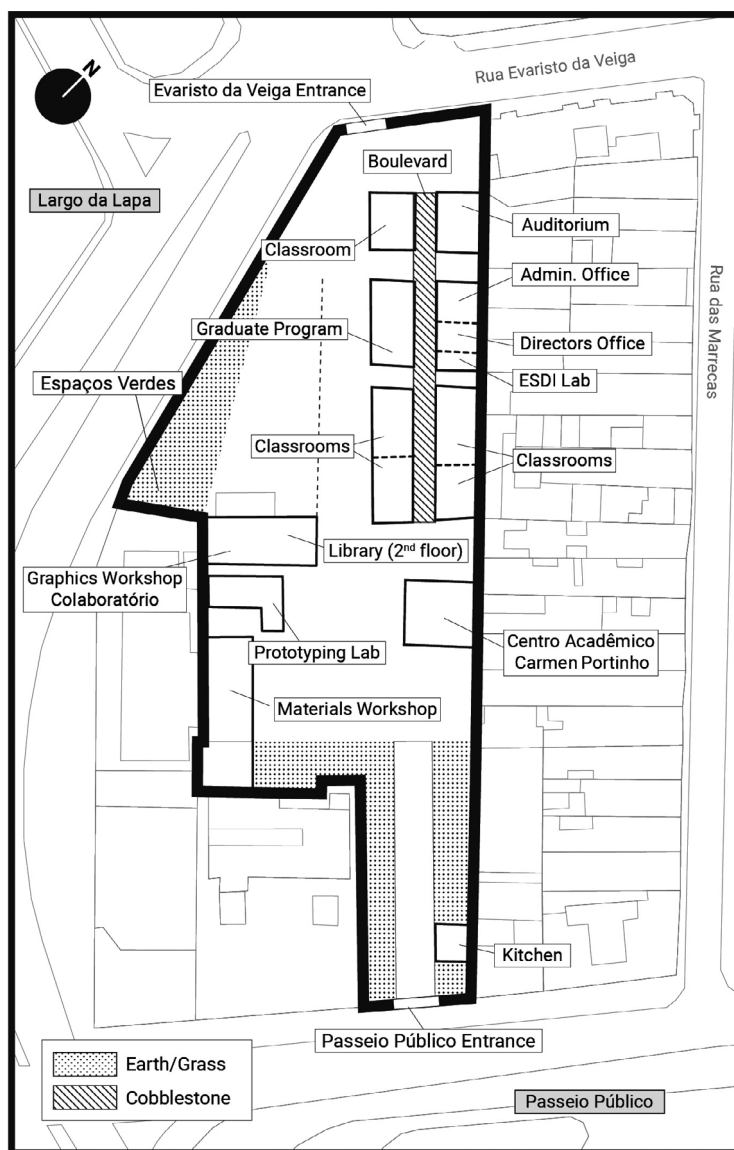 N
Rua Evaristo da Veiga
Evaristo da Veiga Entrance
Boulevard
Largo da Lapa
Auditorium
Classroom
Admin. Office
Rua das Marrecas
Graduate Program
Directors Office
ESDI Lab
Espaços Verdes
Classrooms
Classrooms
Library (2nd floor)
Graphics Workshop
Colaboratório
Prototyping Lab
Centro Acadêmico
Carmen Portinho
Materials Workshop
Kitchen
Passeio Público Entrance
Earth/Grass
Cobblestone
Passeio Público